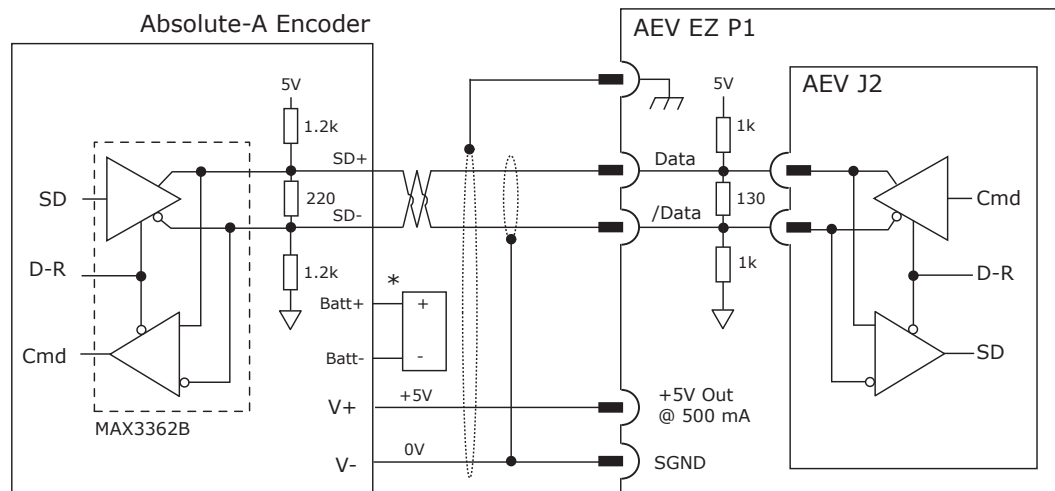 Absolute-A Encoder
AEV EZ P1
AEV J2
5V
1.2k
SD+
220
SD-
1.2k
SD
D-R
Cmd
MAX3362B
*
Batt+
+
Batt-
-
V+
+5V
V-
0V
5V
1k
Data
130
/Data
1k
+5V Out
@ 500 mA
SGND
Cmd
D-R
SD